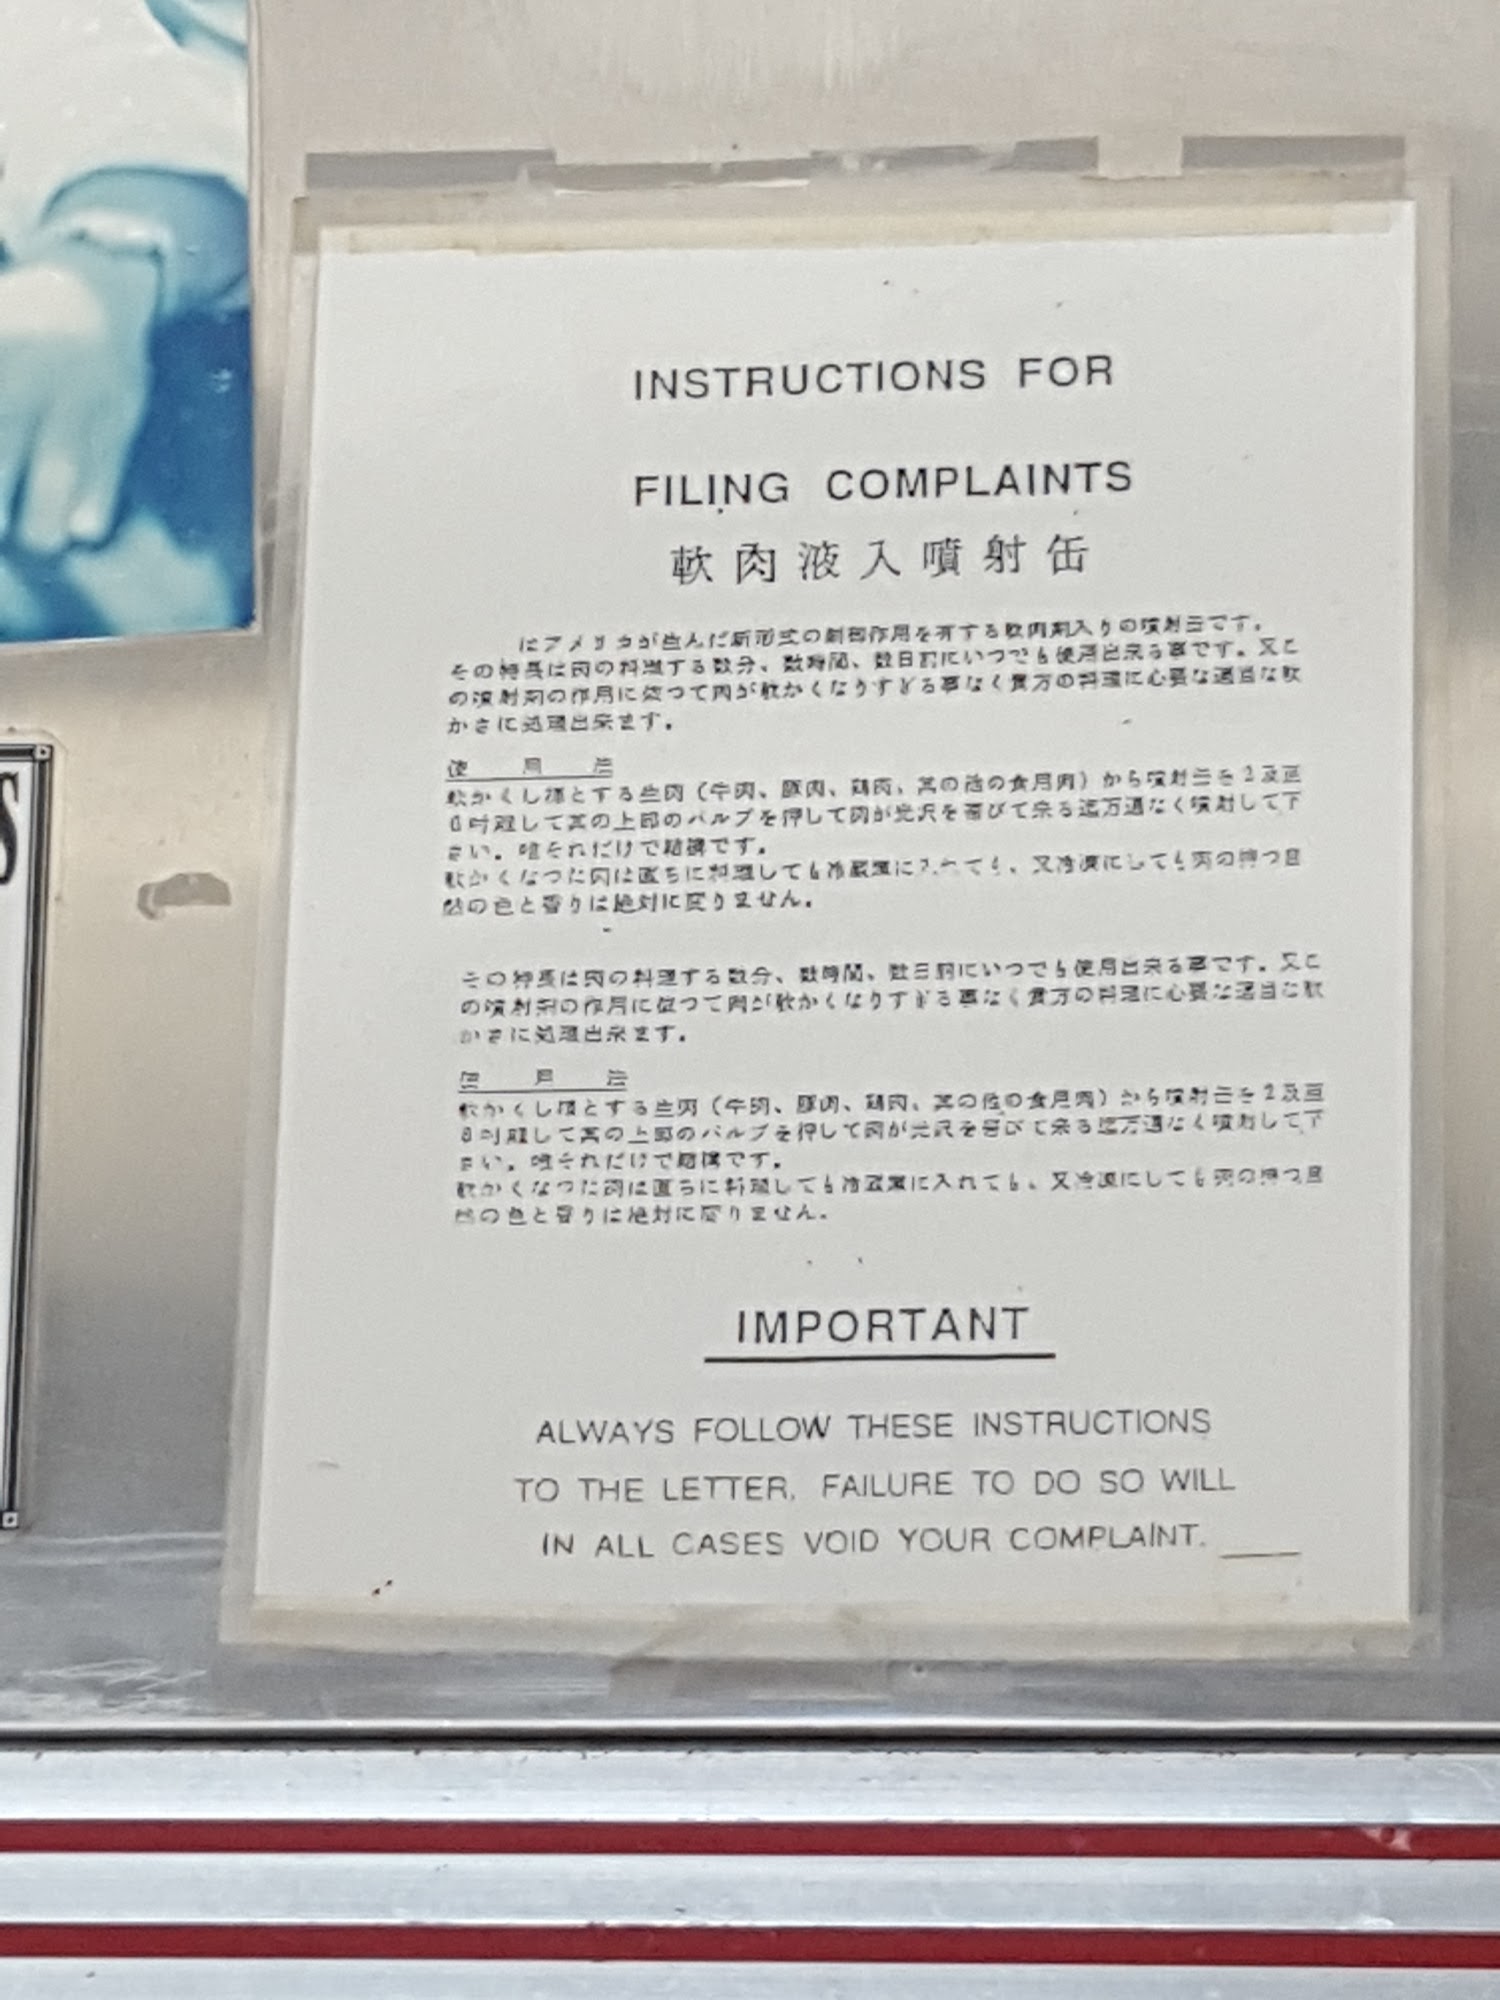 INSTRUCTIONS FOR
FILING COMPLAINTS
軟肉液入噴射缶
にアメリカが生んだ新形式の 作用を有する軟肉剤入りの噴射缶です。
その特長は肉の料理する数分、数時間、数日前にいつでも使用出来る事です。又こ
の噴射剤の作用に依つて肉が軟かくなりすぎる事なく貴方の料理に必要な適当な軟
かさに処理出来ます。
使用法
軟かくし様とする生肉（牛肉、豚肉、鶏肉、其の他の食用肉）から噴射缶を2及至
8吋離して其の上部のバルブを押して肉が光沢を帯びて来る迄万遍なく噴射して下
さい。唯それだけで結構です。
軟かくなつた肉は直ちに料理しても冷蔵庫に入れても、又冷凍にしても肉の持つ自
然の色と香りは絶対に変りません。
その特長は肉の料理する数分、数時間、数日前にいつでも使用出来る事です。又こ
の噴射剤の作用に依つて肉が軟かくなりすぎる事なく貴方の料理に必要な適当な軟
かさに処理出来ます。
使用法
軟かくし様とする生肉（牛肉、豚肉、鶏肉、其の他の食用肉）から噴射缶を2及至
8吋離して其の上部のバルブを押して肉が光沢を帯びて来る迄万遍なく噴射して下
さい。唯それだけで結構です。
軟かくなつた肉は直ちに料理しても冷蔵庫に入れても、又冷凍にしても肉の持つ自
然の色と香りは絶対に変りません。
IMPORTANT
ALWAYS FOLLOW THESE INSTRUCTIONS
TO THE LETTER. FAILURE TO DO SO WILL
IN ALL CASES VOID YOUR COMPLAINT.